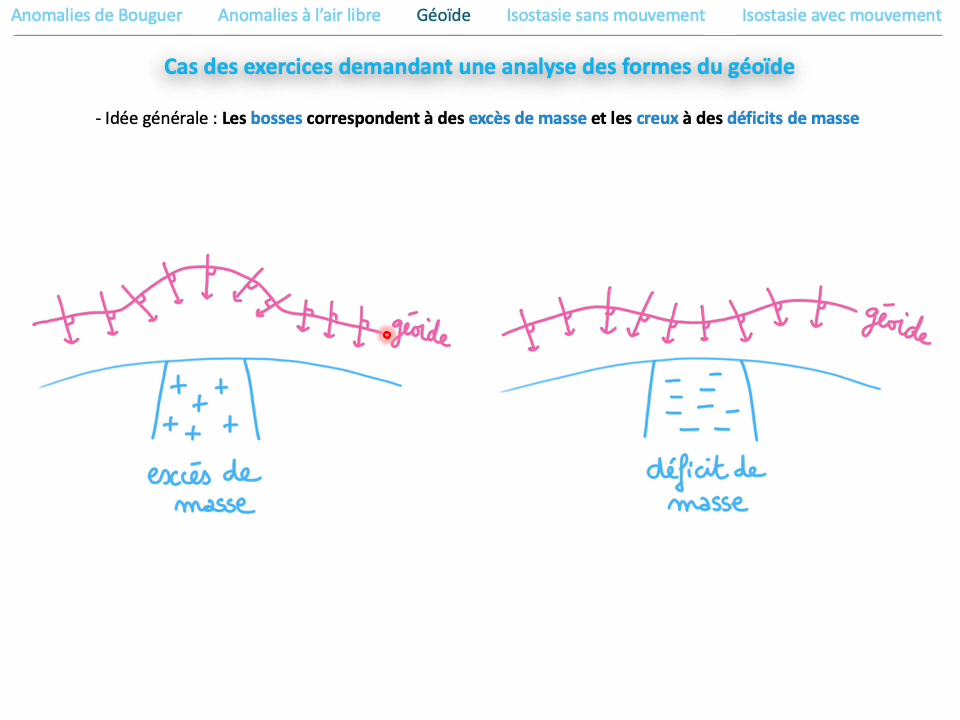 Anomalies de Bouguer Anomalies à l'air libre Géoïde Isostasie sans mouvement Isostasie avec mouvement
Cas des exercices demandant une analyse des formes du géoïde
- Idée générale : Les bosses correspondent à des excès de masse et les creux à des déficits de masse
géoïde géoïde
+ + + + + +
excès de masse
déficit de masse